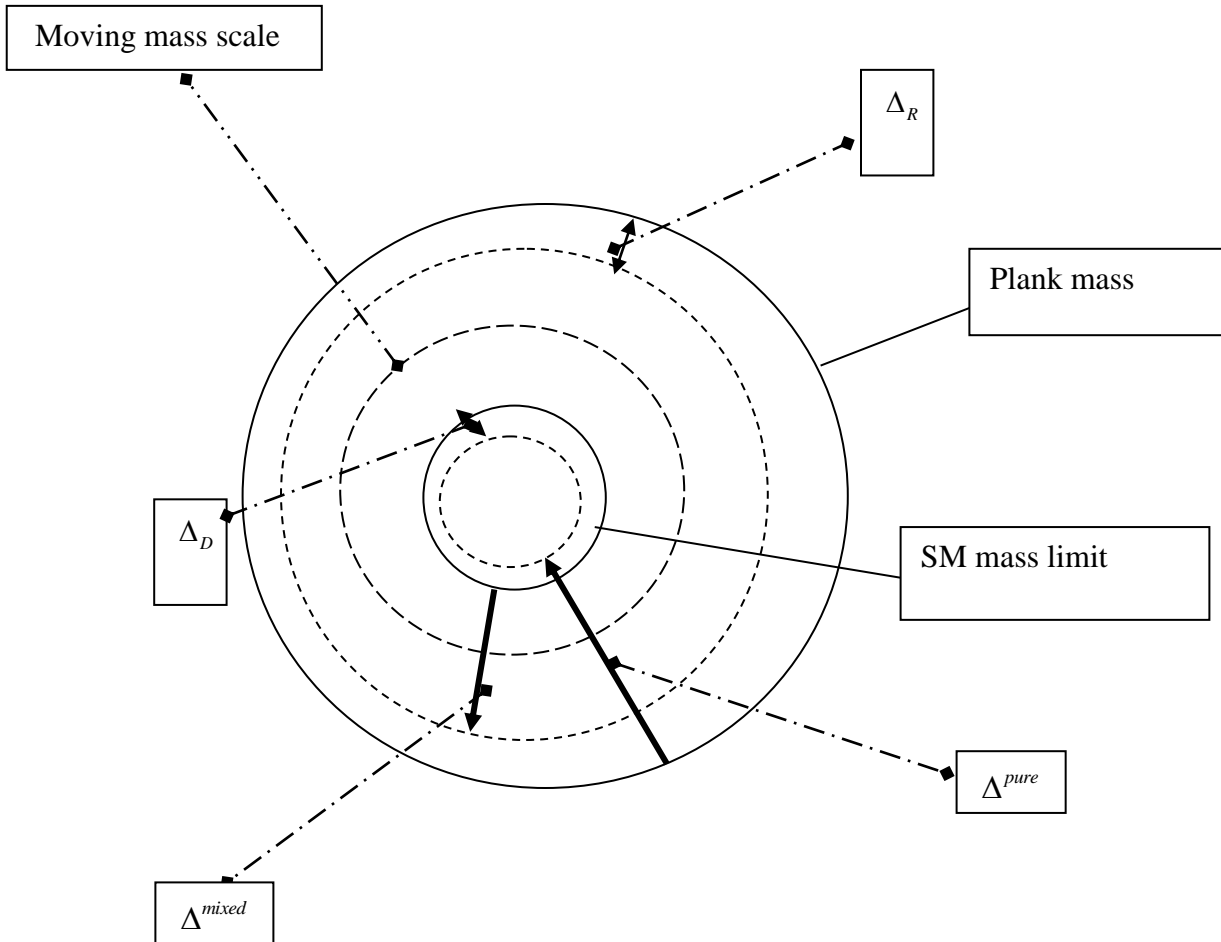 Moving mass scale
Δ_R
Plank mass
Δ_D
SM mass limit
Δ^pure
Δ^mixed